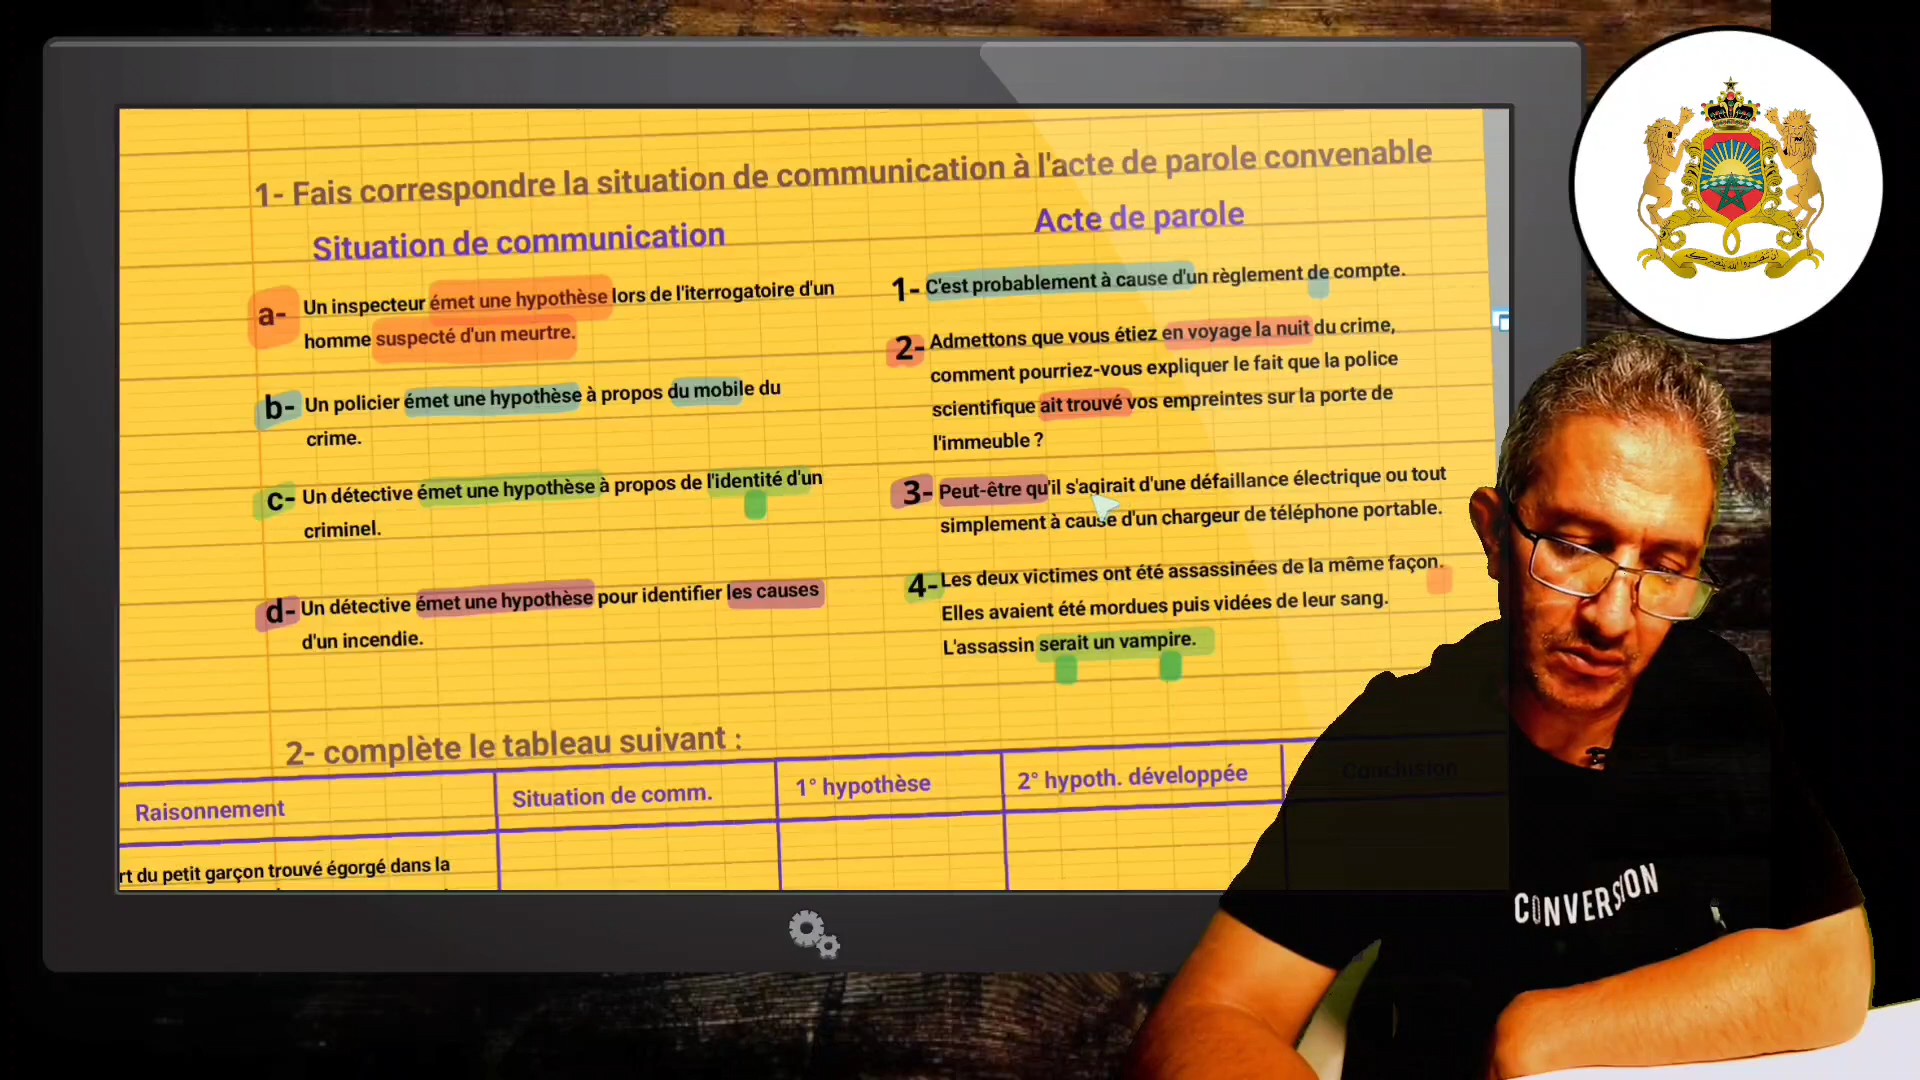 1- Fais correspondre la situation de communication à l'acte de parole convenable
Situation de communication
a- Un inspecteur émet une hypothèse lors de l'iterrogatoire d'un
homme suspecté d'un meurtre.
b- Un policier émet une hypothèse à propos du mobile du
crime.
c- Un détective émet une hypothèse à propos de l'identité d'un
criminel.
d- Un détective émet une hypothèse pour identifier les causes
d'un incendie.
Acte de parole
1- C'est probablement à cause d'un règlement de compte.
2- Admettons que vous étiez en voyage la nuit du crime,
comment pourriez-vous expliquer le fait que la police
scientifique ait trouvé vos empreintes sur la porte de
l'immeuble ?
3- Peut-être qu'il s'agirait d'une défaillance électrique ou tout
simplement à cause d'un chargeur de téléphone portable.
4- Les deux victimes ont été assassinées de la même façon.
Elles avaient été mordues puis vidées de leur sang.
L'assassin serait un vampire.
2- complète le tableau suivant :
Raisonnement
Situation de comm.
1° hypothèse
2° hypoth. développée
Conclusion
rt du petit garçon trouvé égorgé dans la
CONVERSION